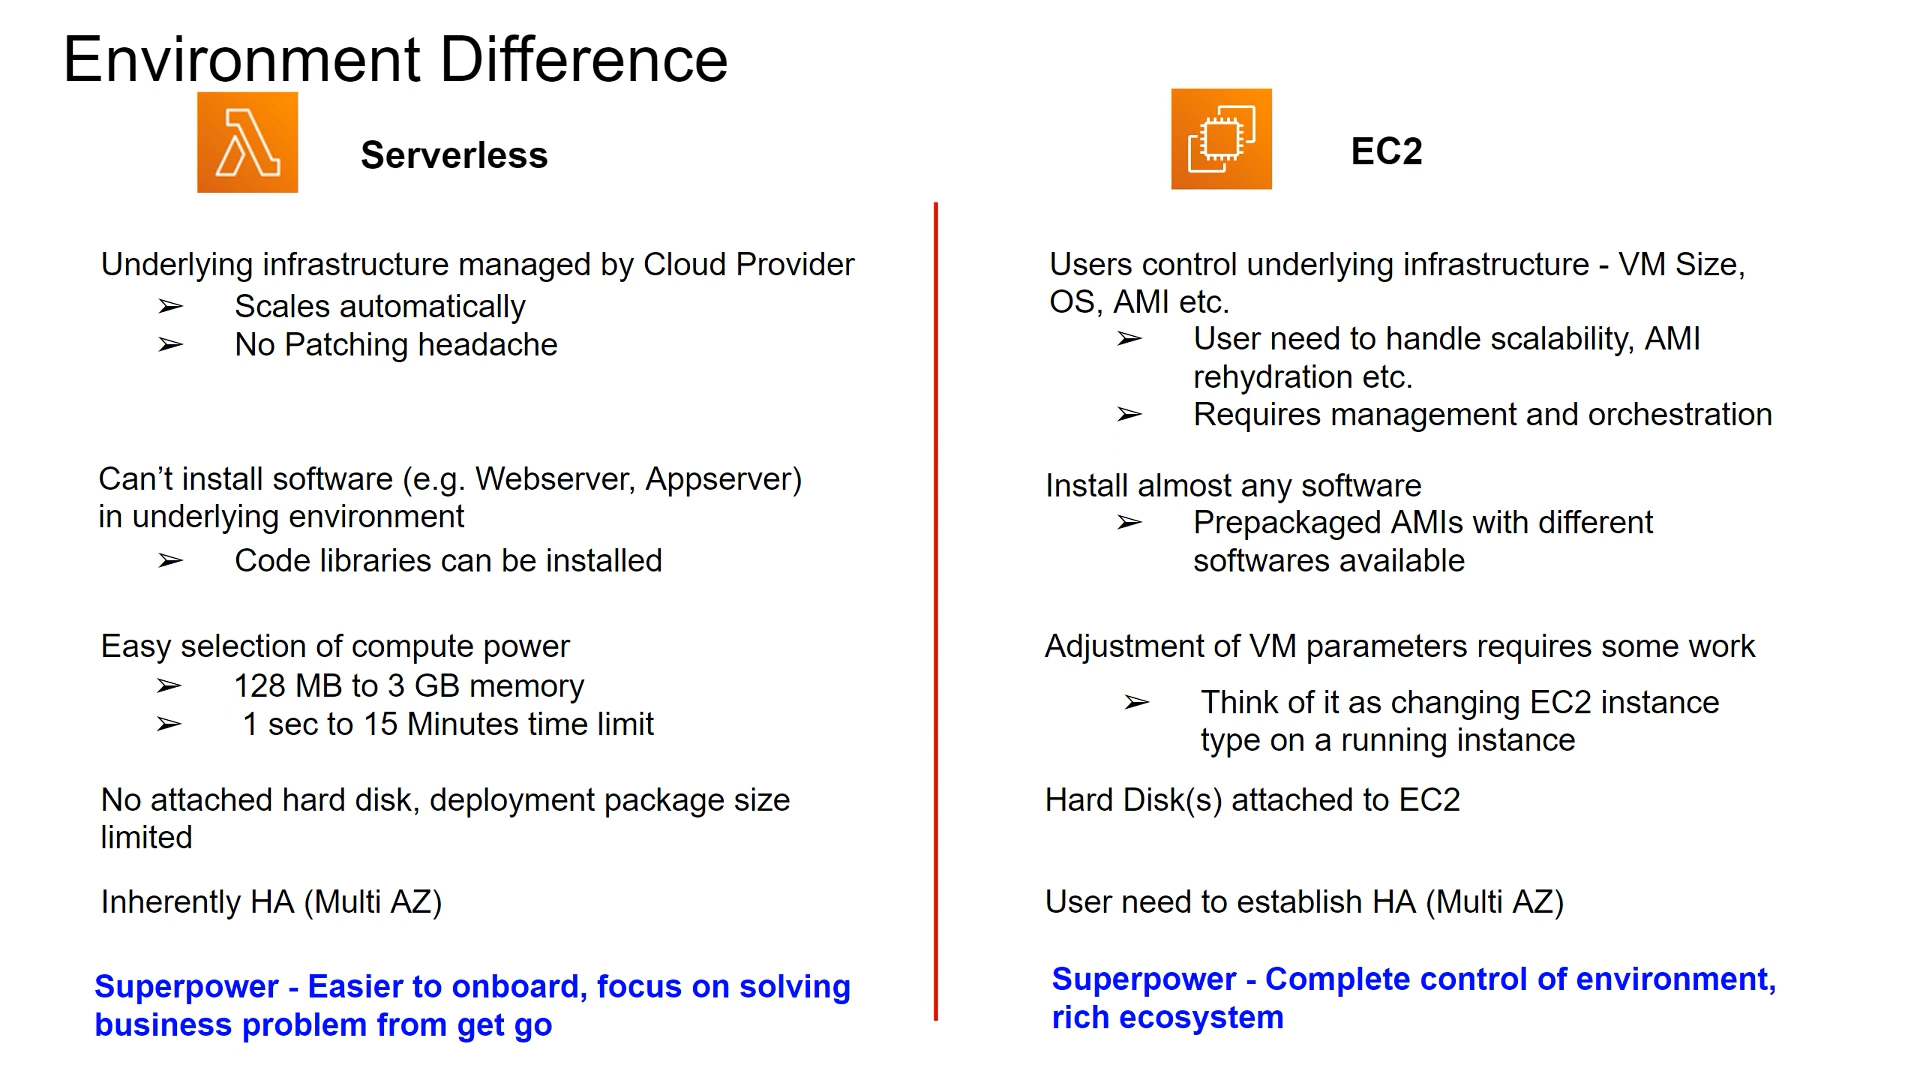 Environment Difference
Serverless
Underlying infrastructure managed by Cloud Provider
➢ Scales automatically
➢ No Patching headache
Can’t install software (e.g. Webserver, Appserver)
in underlying environment
➢ Code libraries can be installed
Easy selection of compute power
➢ 128 MB to 3 GB memory
➢ 1 sec to 15 Minutes time limit
No attached hard disk, deployment package size
limited
Inherently HA (Multi AZ)
Superpower - Easier to onboard, focus on solving
business problem from get go
EC2
Users control underlying infrastructure - VM Size,
OS, AMI etc.
➢ User need to handle scalability, AMI
rehydration etc.
➢ Requires management and orchestration
Install almost any software
➢ Prepackaged AMIs with different
softwares available
Adjustment of VM parameters requires some work
➢ Think of it as changing EC2 instance
type on a running instance
Hard Disk(s) attached to EC2
User need to establish HA (Multi AZ)
Superpower - Complete control of environment,
rich ecosystem